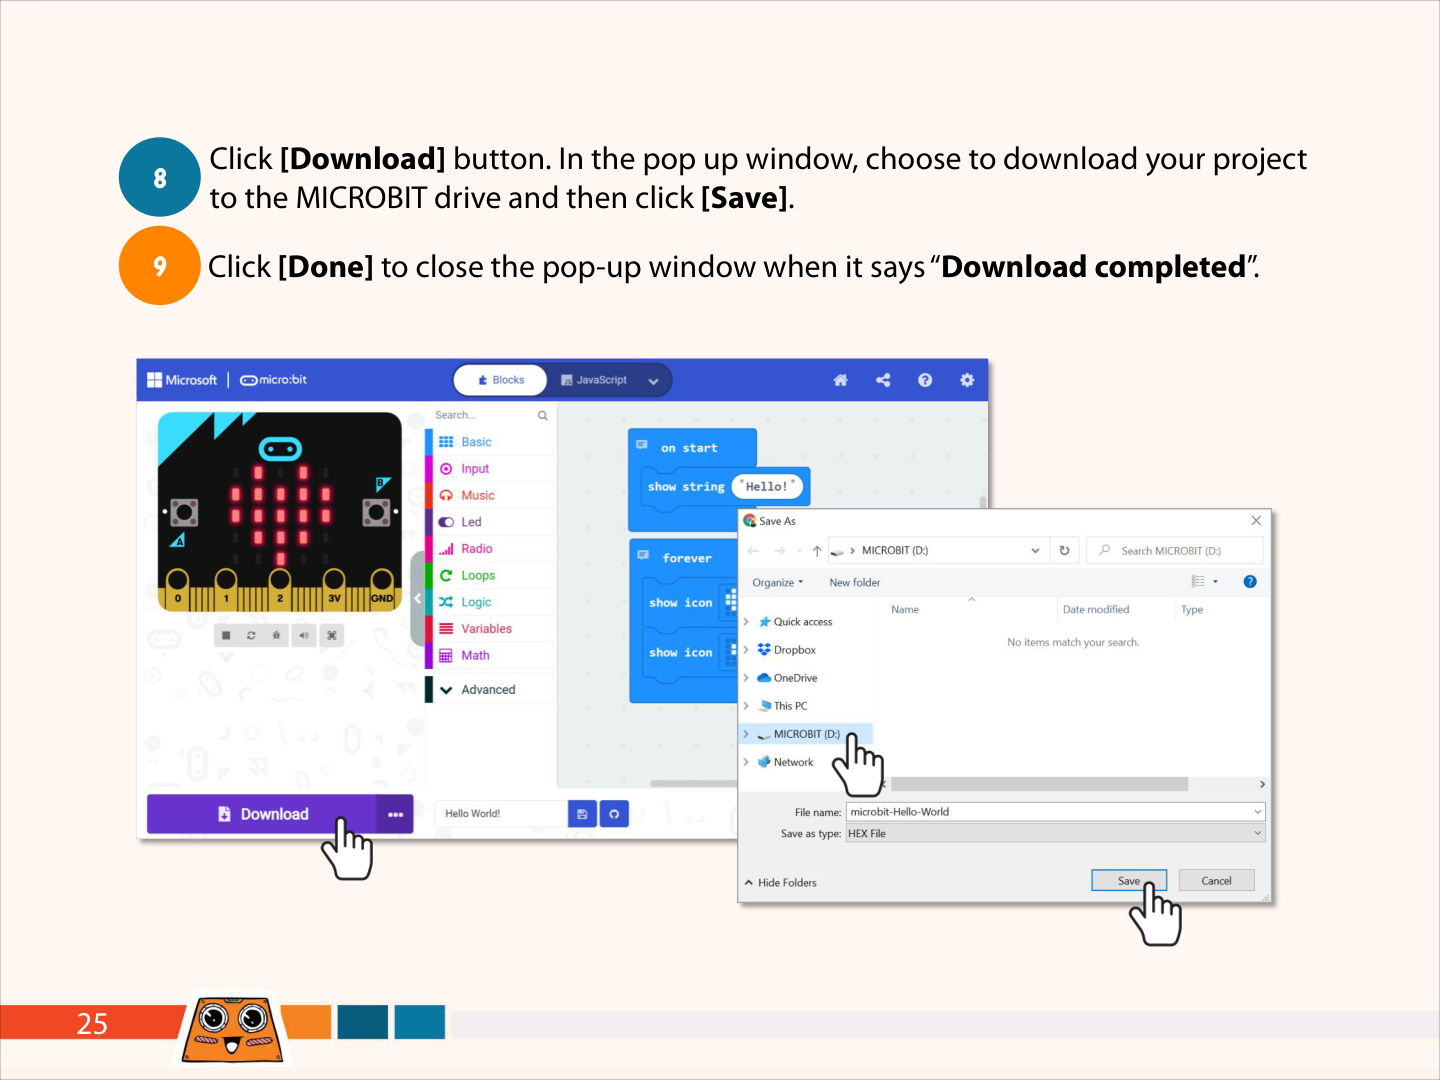 8
Click [Download] button. In the pop up window, choose to download your project
to the MICROBIT drive and then click [Save].
9
Click [Done] to close the pop-up window when it says “Download completed”.
Microsoft | micro:bit
Blocks
JavaScript
Search...
Basic
Input
Music
Led
Radio
Loops
Logic
Variables
Math
Advanced
A
B
0 1 2 3V GND
on start
show string "Hello!"
forever
show icon
show icon
Download
Hello World!
Save As
MICROBIT (D:)
Search MICROBIT (D:)
Organize
New folder
Name
Date modified
Type
No items match your search.
Quick access
Dropbox
OneDrive
This PC
MICROBIT (D:)
Network
File name: microbit-Hello-World
Save as type: HEX File
Hide Folders
Save
Cancel
25